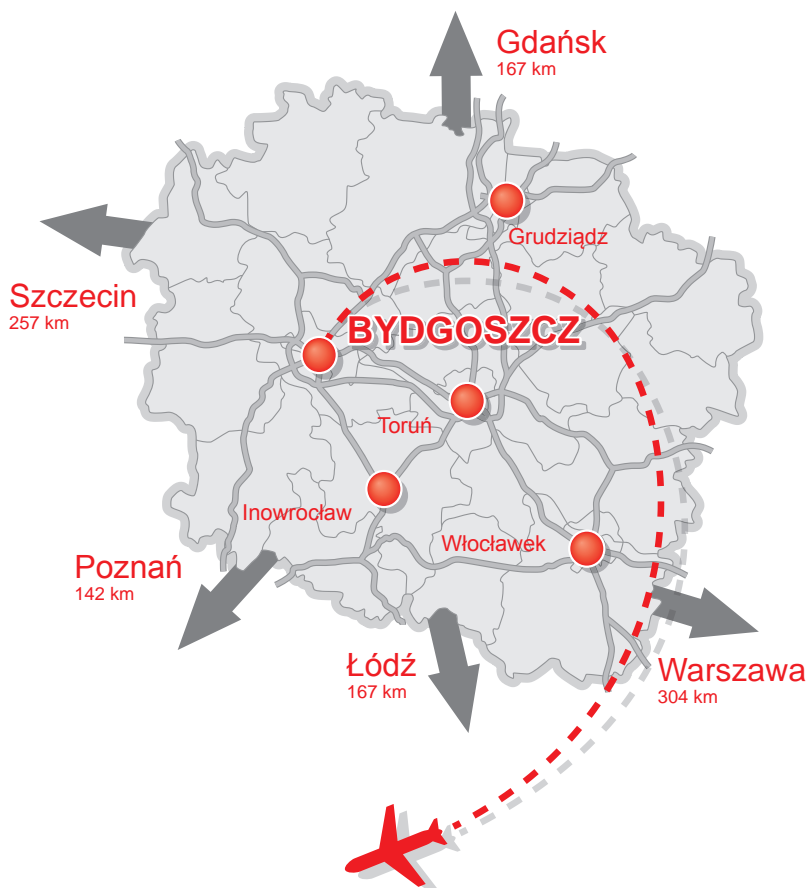 Gdańsk
167 km
Grudziądz
Szczecin
257 km
BYDGOSZCZ
Toruń
Inowrocław
Włocławek
Poznań
142 km
Łódź
167 km
Warszawa
304 km